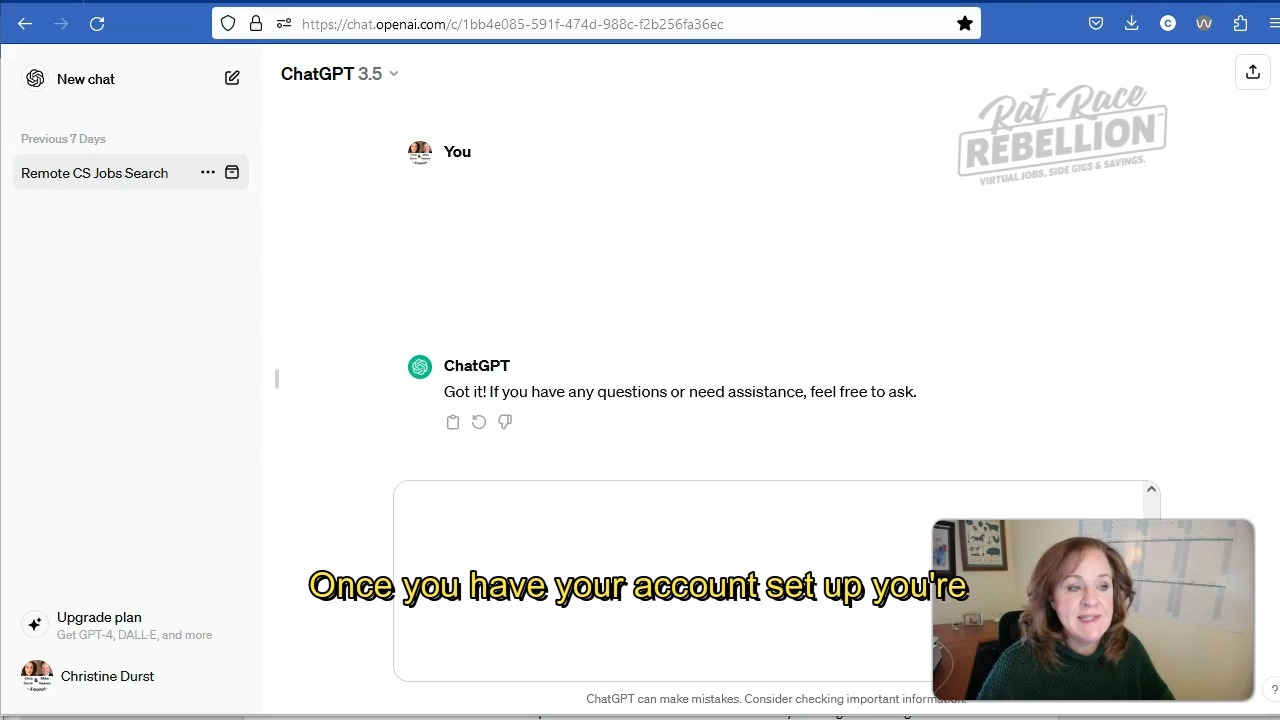 https://chat.openai.com/c/1bb4e085-591f-474d-988c-f2b256fa36ec
New chat
ChatGPT 3.5
Previous 7 Days
Remote CS Jobs Search
Rat Race
REBELLION™
VIRTUAL JOBS, SIDE GIGS & SAVINGS.
You
ChatGPT
Got it! If you have any questions or need assistance, feel free to ask.
Once you have your account set up you're
Upgrade plan
Get GPT-4, DALL·E, and more
Christine Durst
ChatGPT can make mistakes. Consider checking important information.